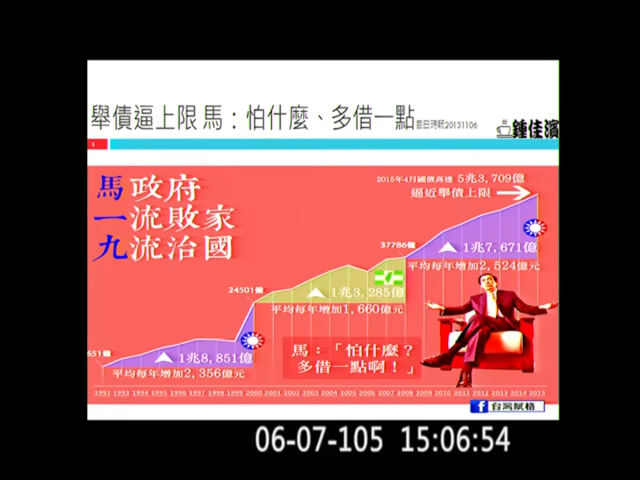 舉債逼上限 馬：怕什麼、多借一點 自由時報20131106
鍾佳濱
馬政府
一流敗家
九流治國
2015年4月國債高達 5兆3,709億
逼近舉債上限
37786億
1兆7,671億
平均每年增加2,524億元
24501億
1兆3,285億
平均每年增加1,660億元
651億
1兆8,851億
平均每年增加2,356億元
馬：「怕什麼？
多借一點啊！」
1992 1993 1994 1995 1996 1997 1998 1999 2000 2001 2002 2003 2004 2005 2006 2007 2008 2009 2010 2011 2012 2013 2014 2015
台灣賦格
06-07-105 15:06:54